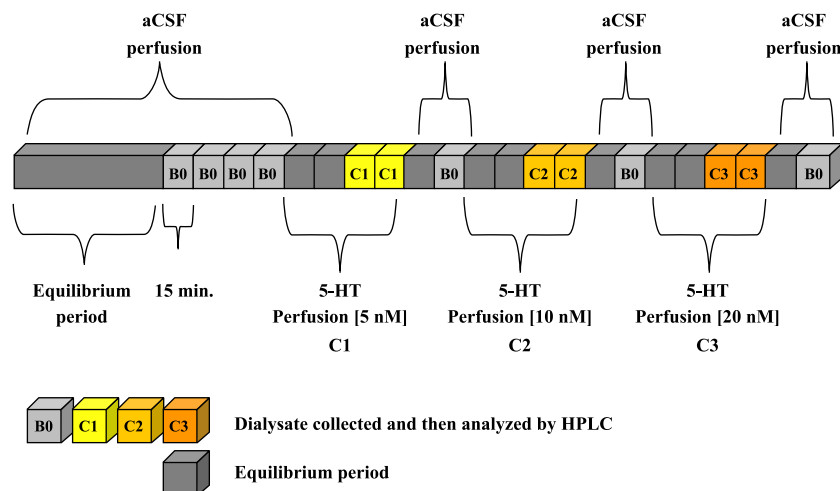 aCSF
perfusion
aCSF
perfusion
aCSF
perfusion
aCSF
perfusion
B0 B0 B0 B0 C1 C1 B0 C2 C2 B0 C3 C3 B0
Equilibrium
period
15 min.
5-HT
Perfusion [5 nM]
C1
5-HT
Perfusion [10 nM]
C2
5-HT
Perfusion [20 nM]
C3
B0 C1 C2 C3 Dialysate collected and then analyzed by HPLC
Equilibrium period